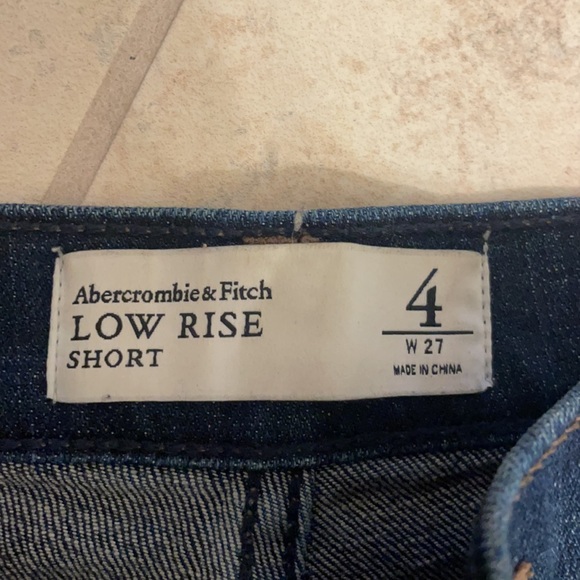 Abercrombie & Fitch
LOW RISE
SHORT
4
W 27
MADE IN CHINA